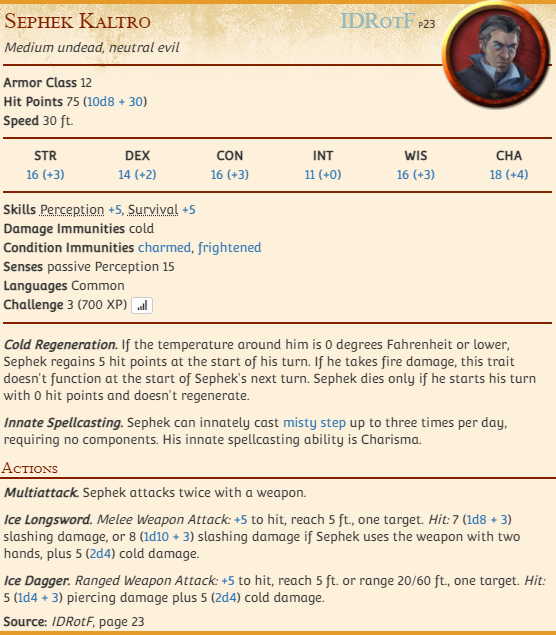 Sephek Kaltro IDRotF p23
Medium undead, neutral evil
Armor Class 12
Hit Points 75 (10d8 + 30)
Speed 30 ft.
STR DEX CON INT WIS CHA
16 (+3) 14 (+2) 16 (+3) 11 (+0) 16 (+3) 18 (+4)
Skills Perception +5, Survival +5
Damage Immunities cold
Condition Immunities charmed, frightened
Senses passive Perception 15
Languages Common
Challenge 3 (700 XP)
Cold Regeneration. If the temperature around him is 0 degrees Fahrenheit or lower,
Sephek regains 5 hit points at the start of his turn. If he takes fire damage, this trait
doesn't function at the start of Sephek's next turn. Sephek dies only if he starts his turn
with 0 hit points and doesn't regenerate.
Innate Spellcasting. Sephek can innately cast misty step up to three times per day,
requiring no components. His innate spellcasting ability is Charisma.
Actions
Multiattack. Sephek attacks twice with a weapon.
Ice Longsword. Melee Weapon Attack: +5 to hit, reach 5 ft., one target. Hit: 7 (1d8 + 3)
slashing damage, or 8 (1d10 + 3) slashing damage if Sephek uses the weapon with two
hands, plus 5 (2d4) cold damage.
Ice Dagger. Ranged Weapon Attack: +5 to hit, reach 5 ft. or range 20/60 ft., one target. Hit:
5 (1d4 + 3) piercing damage plus 5 (2d4) cold damage.
Source: IDRotF, page 23